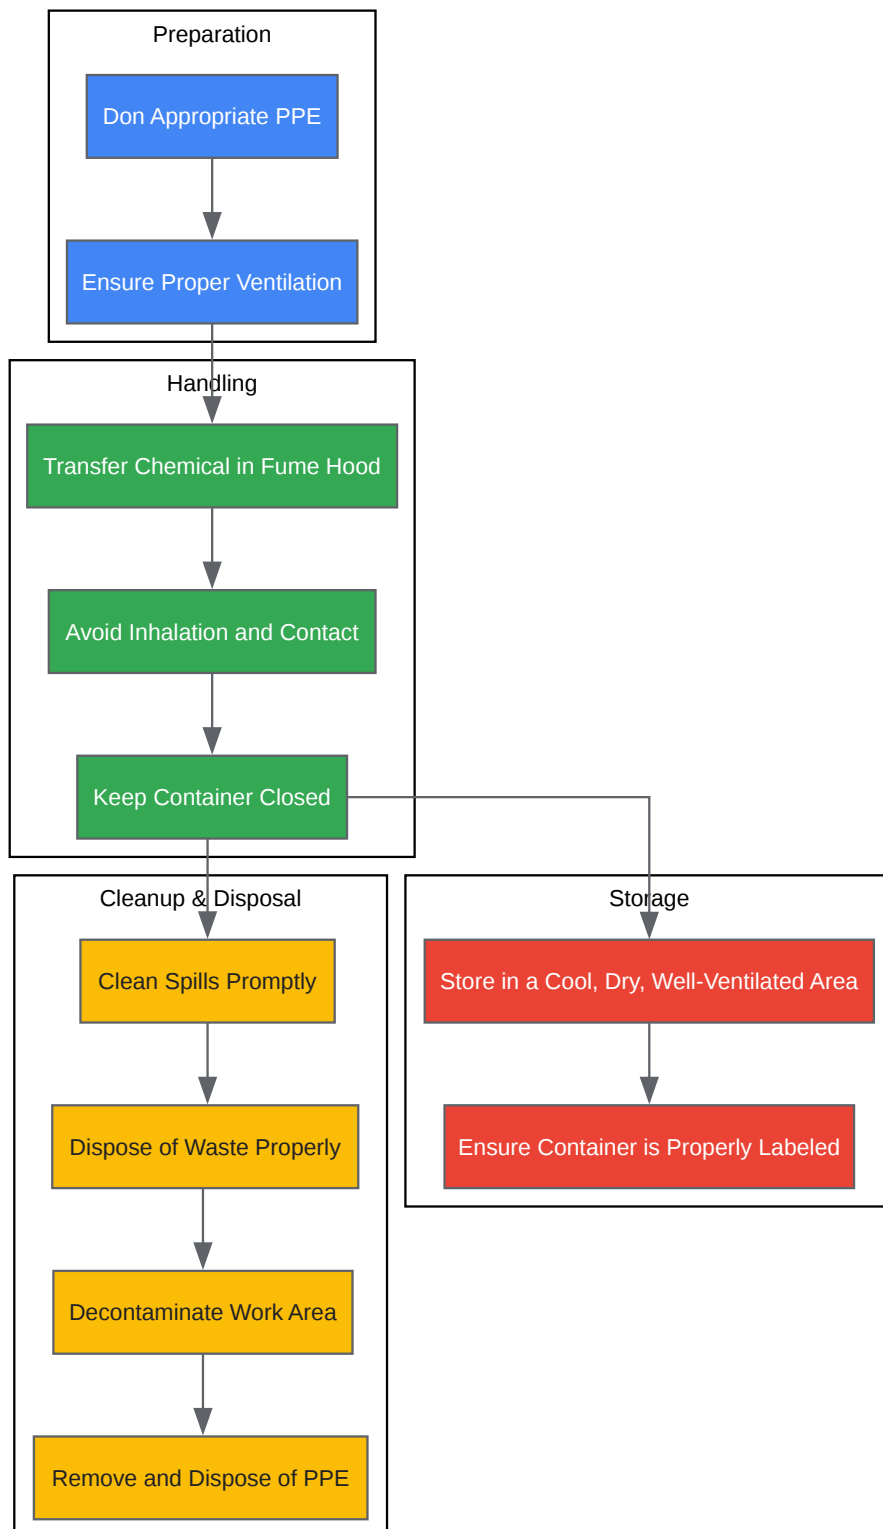 Preparation
Don Appropriate PPE
Ensure Proper Ventilation
Handling
Transfer Chemical in Fume Hood
Avoid Inhalation and Contact
Keep Container Closed
Cleanup & Disposal
Clean Spills Promptly
Dispose of Waste Properly
Decontaminate Work Area
Remove and Dispose of PPE
Storage
Store in a Cool, Dry, Well-Ventilated Area
Ensure Container is Properly Labeled